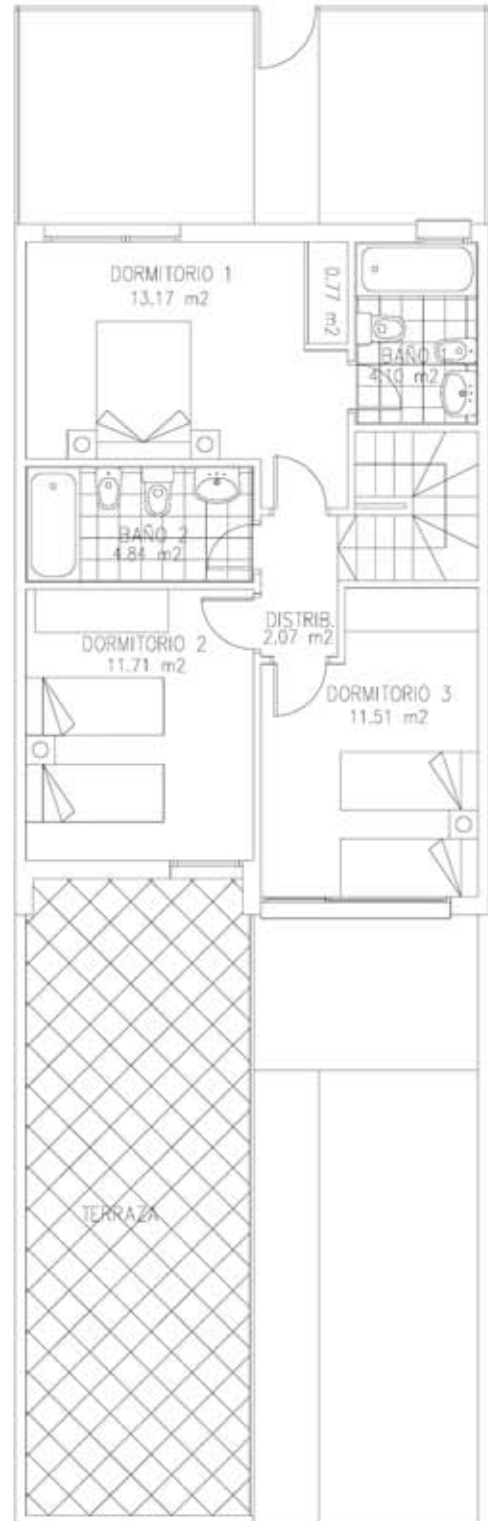 DORMITORIO 1
13.17 m2
0.77 m2
BAÑO 1
4.10 m2
BAÑO 2
4.84 m2
DISTRIB.
2.07 m2
DORMITORIO 2
11.71 m2
DORMITORIO 3
11.51 m2
TERRAZA